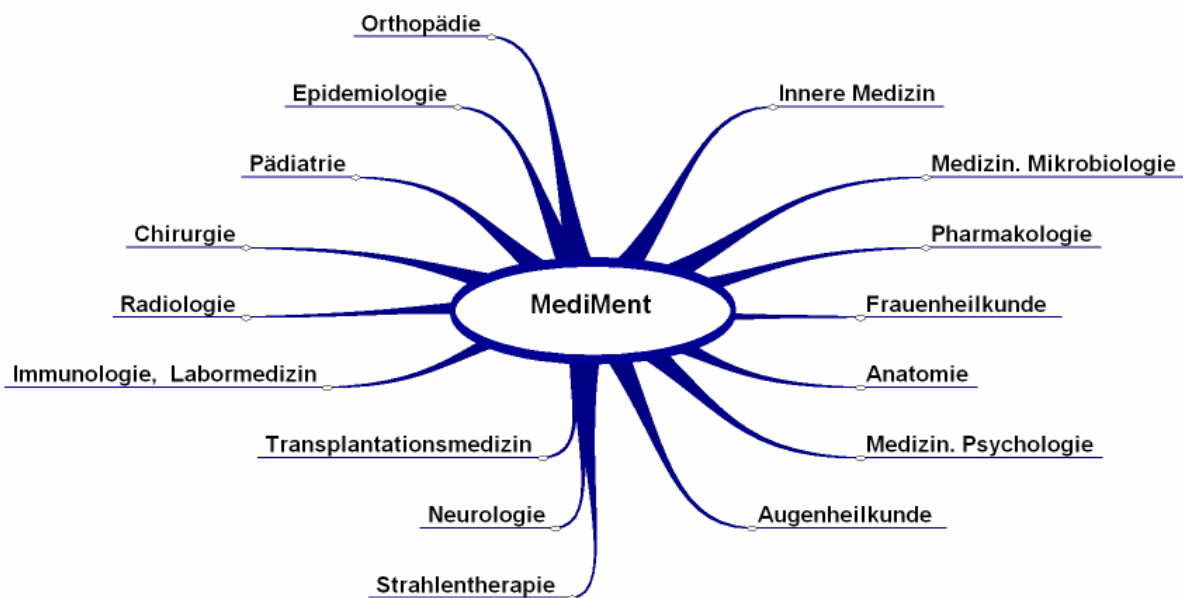 Orthopädie
Epidemiologie
Innere Medizin
Pädiatrie
Medizin. Mikrobiologie
Chirurgie
Pharmakologie
Radiologie
MediMent
Frauenheilkunde
Immunologie, Labormedizin
Anatomie
Transplantationsmedizin
Medizin. Psychologie
Neurologie
Augenheilkunde
Strahlentherapie